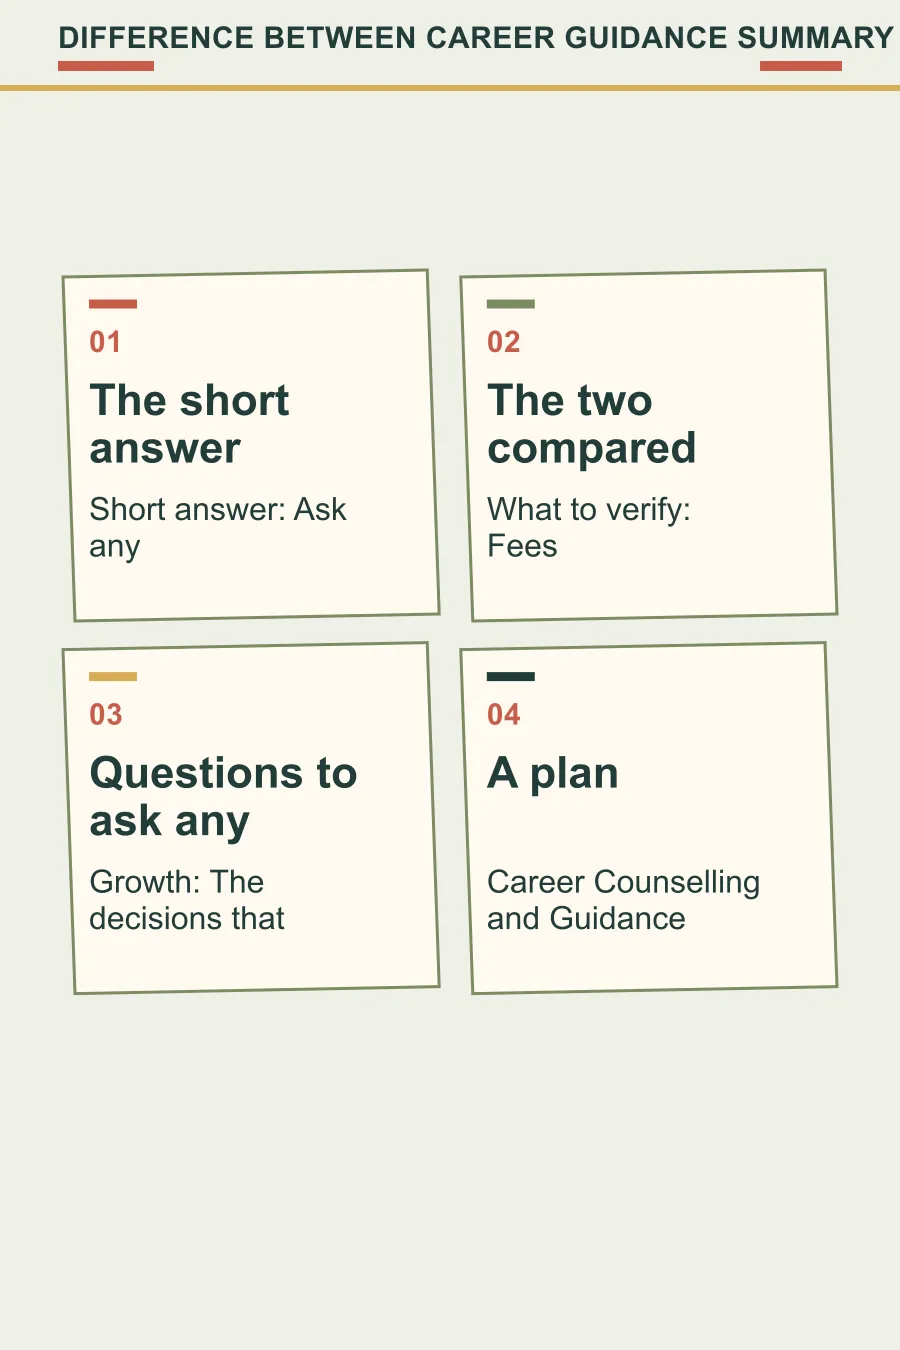 DIFFERENCE BETWEEN CAREER GUIDANCE SUMMARY
01
The short
answer
Short answer: Ask
any
02
The two
compared
What to verify:
Fees
03
Questions to
ask any
Growth: The
decisions that
04
A plan
Career Counselling
and Guidance